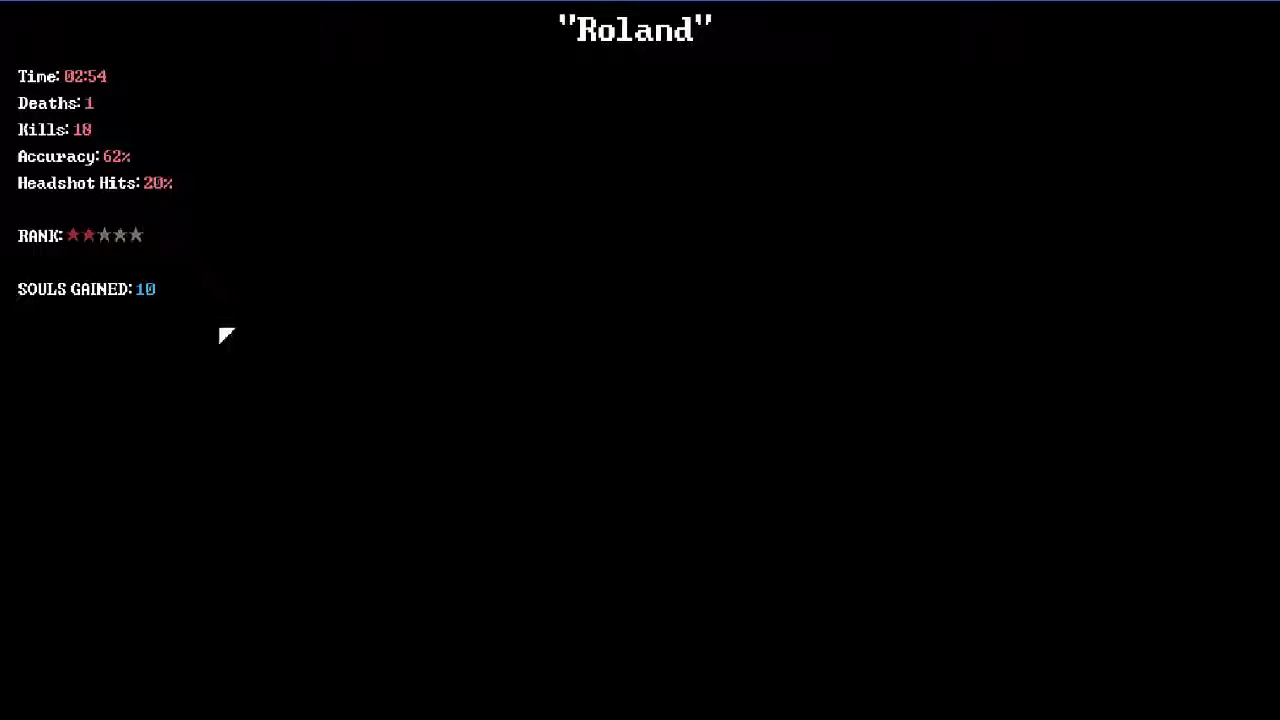 "Roland"
Time: 02:54
Deaths: 1
Kills: 18
Accuracy: 62%
Headshot Hits: 20%
RANK: ★★★★★
SOULS GAINED: 10